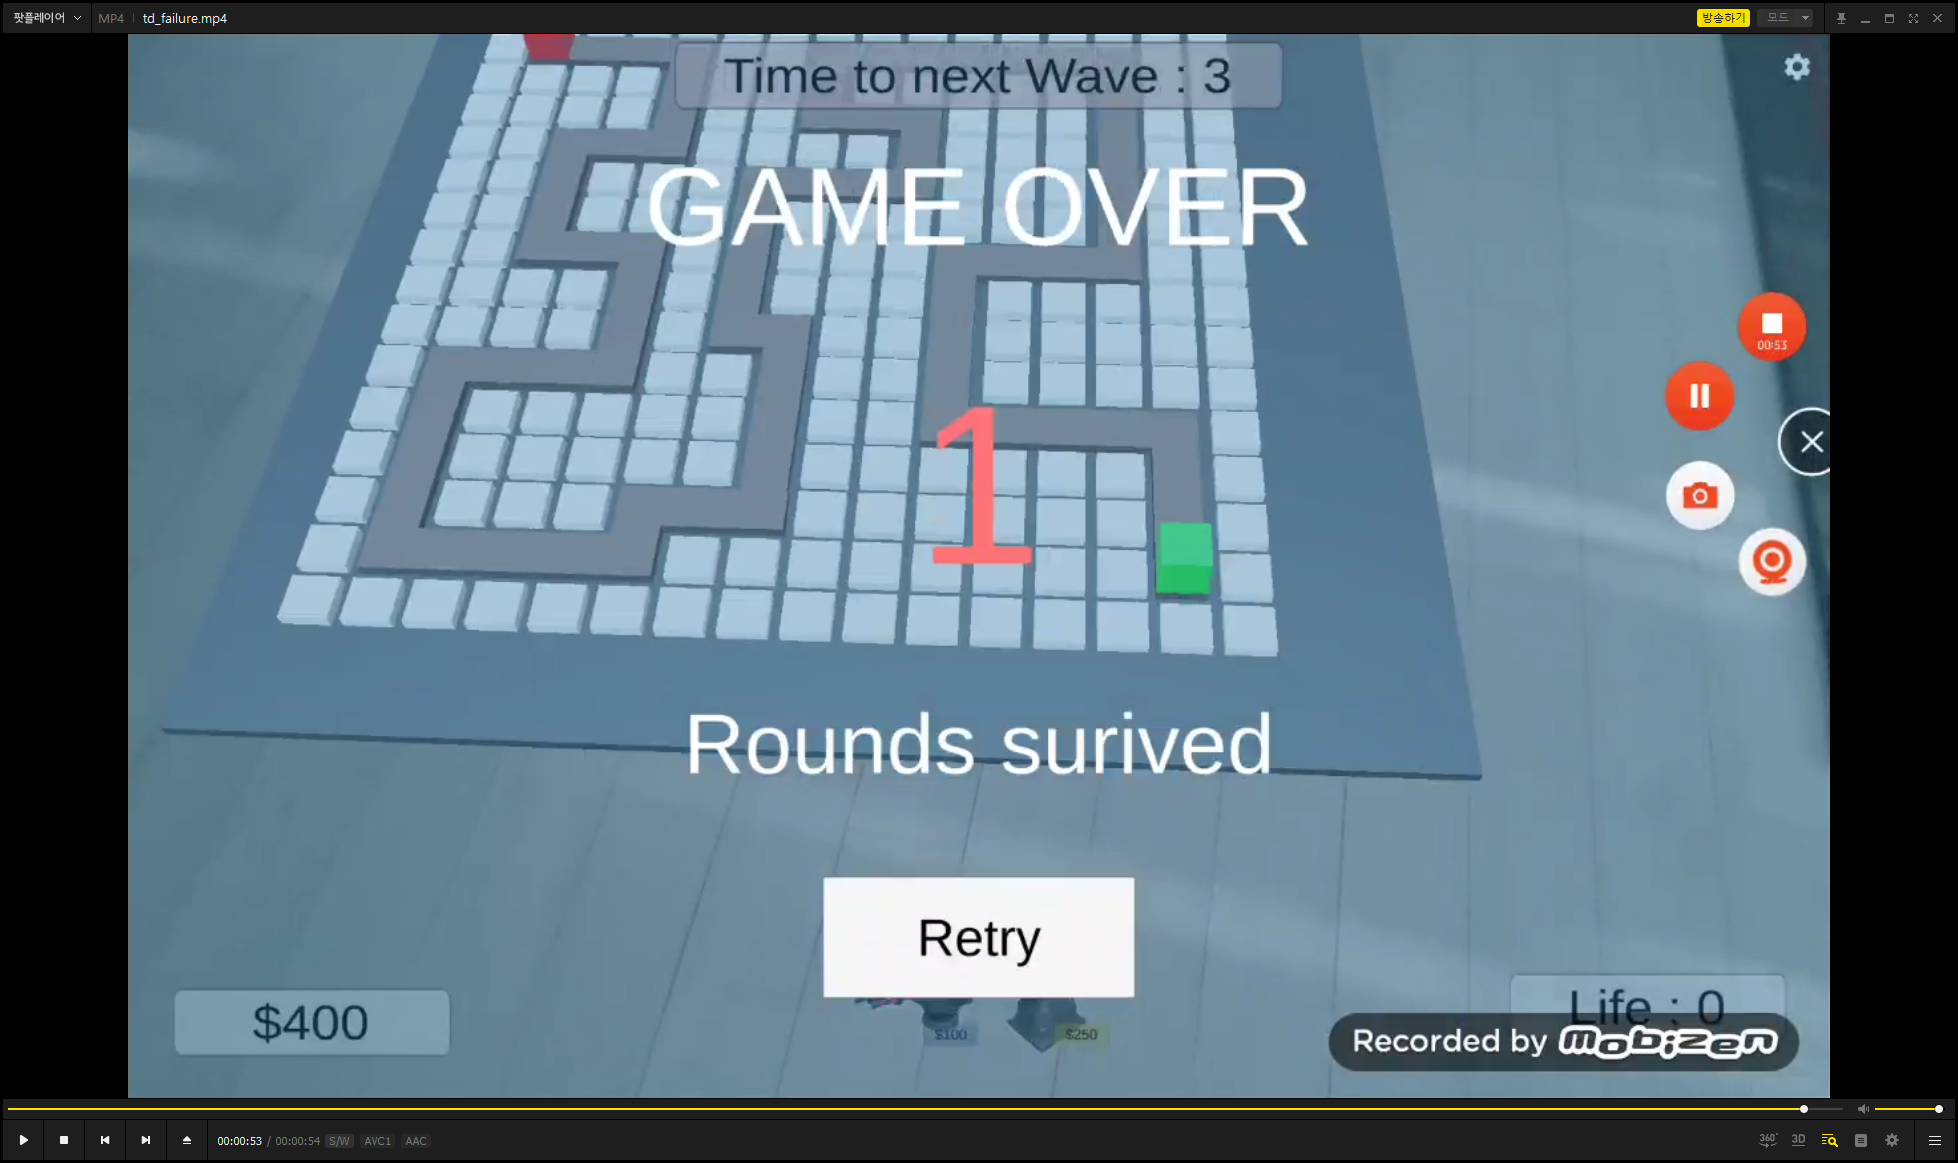 팟플레이어
MP4
td_failure.mp4
방송하기
모드
Time to next Wave : 3
GAME OVER
00:53
1
Rounds surived
Retry
$400
$100
$250
Life : 0
Recorded by mobizen
00:00:53 / 00:00:54 S/W AVC1 AAC
360°
3D